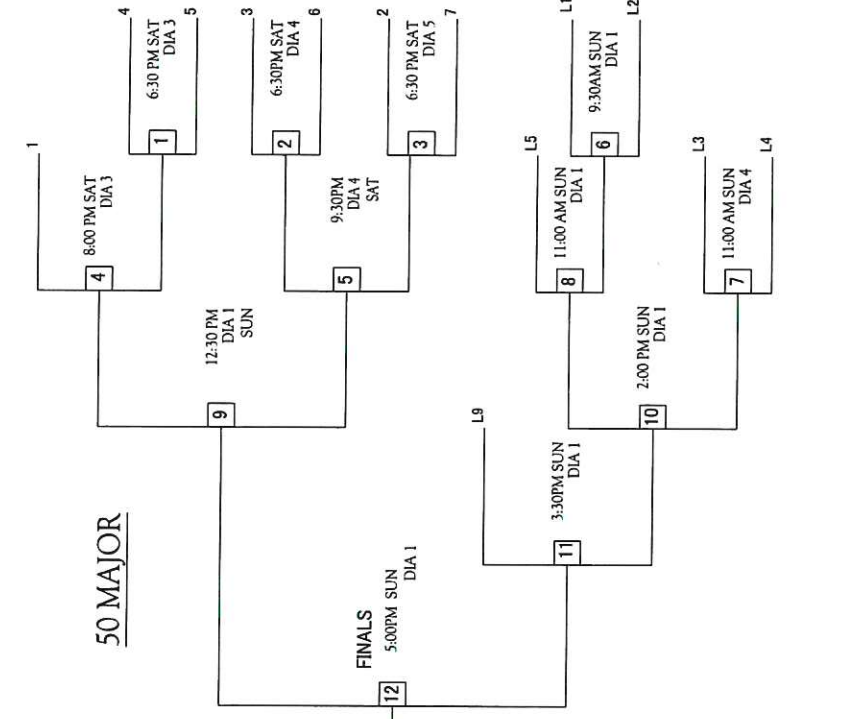 50 MAJOR
1
8:00 PM SAT
DIA 3
4
4
6:30 PM SAT
DIA 3
1
5
12:30 PM
DIA 1
SUN
9
3
6:30PM SAT
DIA 4
2
6
9:30PM
DIA 4
SAT
5
2
6:30 PM SAT
DIA 5
3
7
FINALS
5:00PM SUN
DIA 1
12
L9
3:30PM SUN
DIA 1
11
L5
11:00 AM SUN
DIA 1
8
L1
9:30AM SUN
DIA 1
6
L2
2:00 PM SUN
DIA 1
10
L3
11:00 AM SUN
DIA 4
7
L4